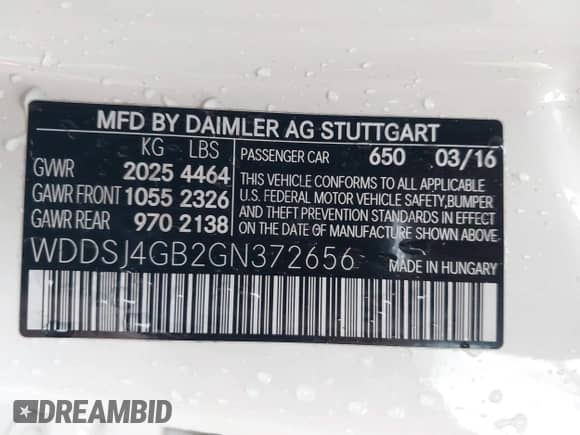 MFD BY DAIMLER AG STUTTGART
KG LBS
GVWR 2025 4464
GAWR FRONT 1055 2326
GAWR REAR 970 2138
PASSENGER CAR 650 03/16
THIS VEHICLE CONFORMS TO ALL APPLICABLE
U.S. FEDERAL MOTOR VEHICLE SAFETY,BUMPER
AND THEFT PREVENTION STANDARDS IN EFFECT
ON THE DATE OF MANUFACTURE SHOWN ABOVE.
WDDSJ4GB2GN372656
MADE IN HUNGARY
DREAMBID